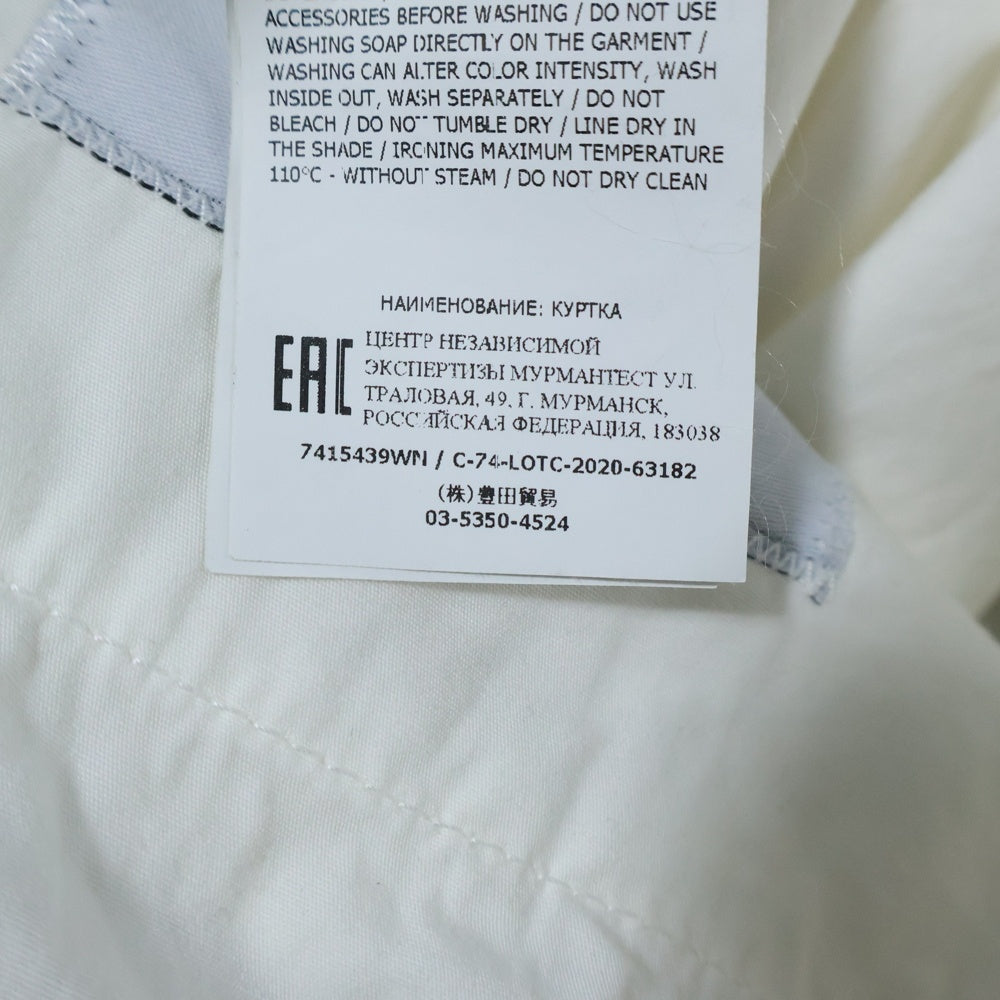 ACCESSORIES BEFORE WASHING / DO NOT USE
WASHING SOAP DIRECTLY ON THE GARMENT /
WASHING CAN ALTER COLOR INTENSITY, WASH
INSIDE OUT, WASH SEPARATELY / DO NOT
BLEACH / DO NOT TUMBLE DRY / LINE DRY IN
THE SHADE / IRONING MAXIMUM TEMPERATURE
110°C - WITHOUT STEAM / DO NOT DRY CLEAN
НАИМЕНОВАНИЕ: КУРТКА
EAC
ЦЕНТР НЕЗАВИСИМОЙ
ЭКСПЕРТИЗЫ МУРМАНТЕСТ УЛ.
ТРАЛОВАЯ, 49, Г. МУРМАНСК,
РОССИЙСКАЯ ФЕДЕРАЦИЯ, 183038
7415439WN / C-74-LOTC-2020-63182
(株)豊田貿易
03-5350-4524